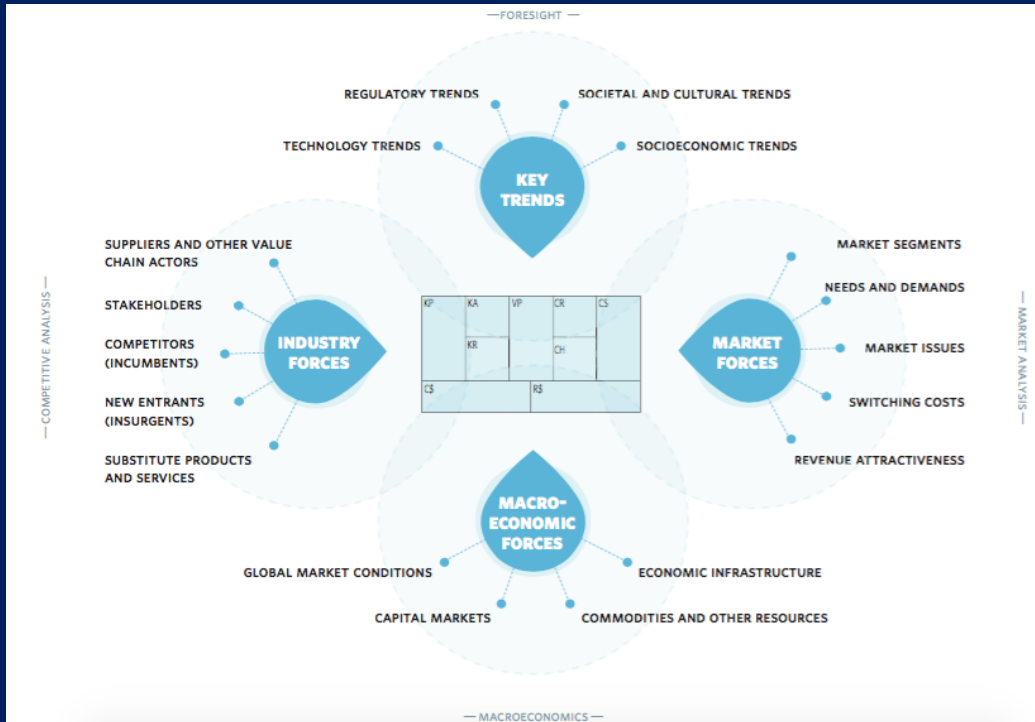 —FORESIGHT —
REGULATORY TRENDS
SOCIETAL AND CULTURAL TRENDS
TECHNOLOGY TRENDS
SOCIOECONOMIC TRENDS
KEY
TRENDS
SUPPLIERS AND OTHER VALUE
CHAIN ACTORS
STAKEHOLDERS
COMPETITORS
(INCUMBENTS)
NEW ENTRANTS
(INSURGENTS)
SUBSTITUTE PRODUCTS
AND SERVICES
— COMPETITIVE ANALYSIS —
INDUSTRY
FORCES
KP
KA
VP
CR
CS
KR
CH
C$
R$
MARKET
FORCES
MARKET SEGMENTS
NEEDS AND DEMANDS
MARKET ISSUES
SWITCHING COSTS
REVENUE ATTRACTIVENESS
— MARKET ANALYSIS —
MACRO-
ECONOMIC
FORCES
GLOBAL MARKET CONDITIONS
ECONOMIC INFRASTRUCTURE
CAPITAL MARKETS
COMMODITIES AND OTHER RESOURCES
— MACROECONOMICS —